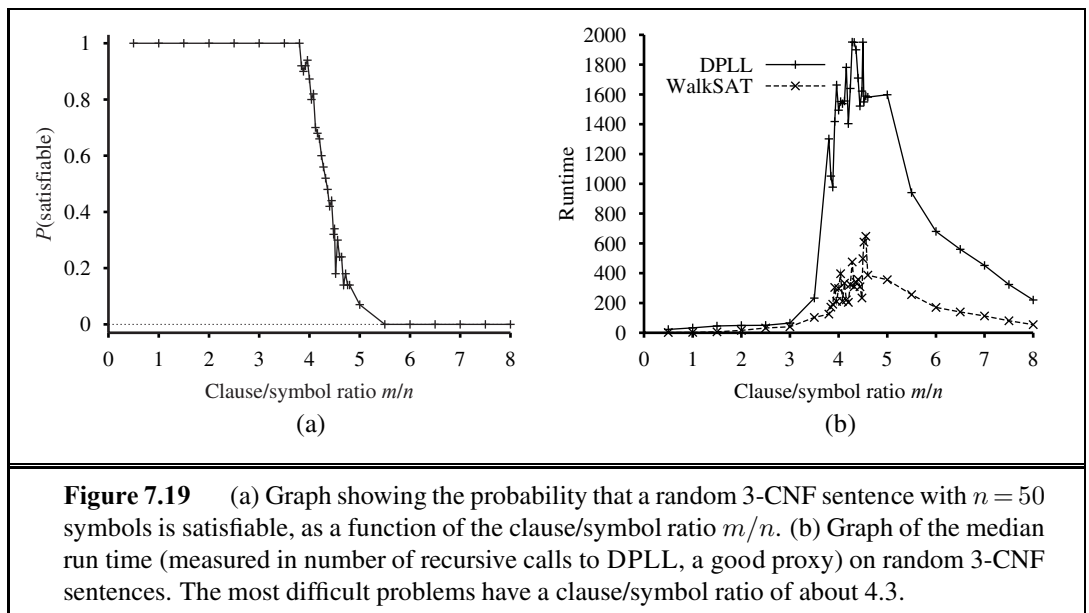 1
0.8
0.6
0.4
0.2
0
P(satisfiable)
0 1 2 3 4 5 6 7 8
Clause/symbol ratio m/n
(a)
2000
1800
1600
1400
1200
1000
800
600
400
200
0
Runtime
DPLL
WalkSAT
0 1 2 3 4 5 6 7 8
Clause/symbol ratio m/n
(b)
Figure 7.19 (a) Graph showing the probability that a random 3-CNF sentence with n = 50
symbols is satisfiable, as a function of the clause/symbol ratio m/n. (b) Graph of the median
run time (measured in number of recursive calls to DPLL, a good proxy) on random 3-CNF
sentences. The most difficult problems have a clause/symbol ratio of about 4.3.